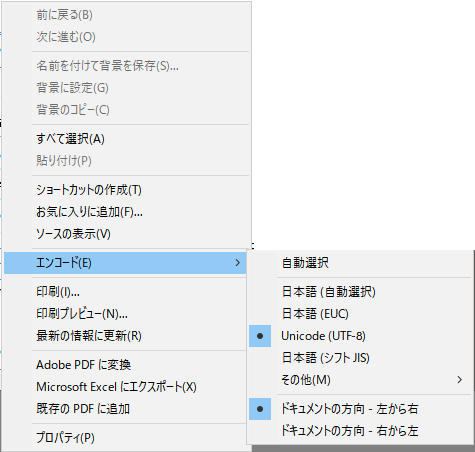 前に戻る(B)
次に進む(O)
名前を付けて背景を保存(S)...
背景に設定(G)
背景のコピー(C)
すべて選択(A)
貼り付け(P)
ショートカットの作成(T)
お気に入りに追加(F)...
ソースの表示(V)
エンコード(E)
印刷(I)...
印刷プレビュー(N)...
最新の情報に更新(R)
Adobe PDF に変換
Microsoft Excel にエクスポート(X)
既存の PDF に追加
プロパティ(P)
自動選択
日本語 (自動選択)
日本語 (EUC)
Unicode (UTF-8)
日本語 (シフト JIS)
その他(M)
ドキュメントの方向 - 左から右
ドキュメントの方向 - 右から左